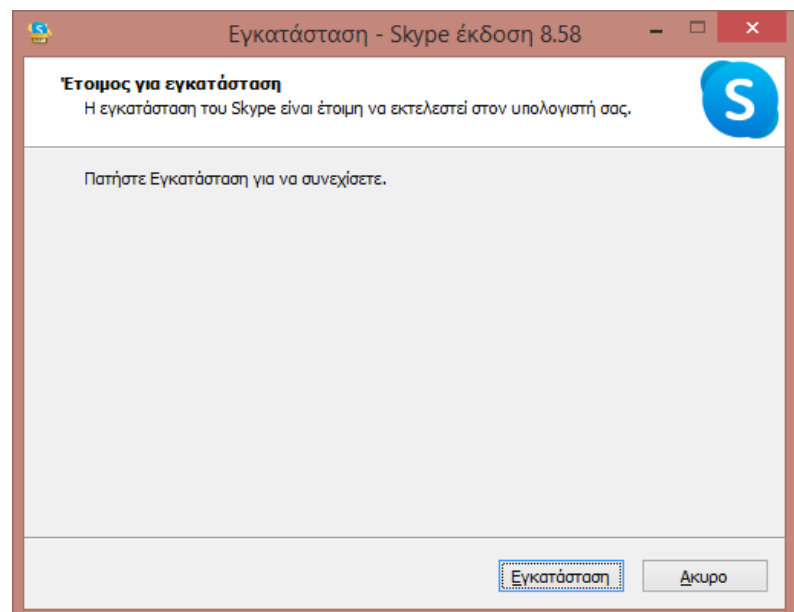 Εγκατάσταση - Skype έκδοση 8.58
Έτοιμος για εγκατάσταση
Η εγκατάσταση του Skype είναι έτοιμη να εκτελεστεί στον υπολογιστή σας.
S
Πατήστε Εγκατάσταση για να συνεχίσετε.
Εγκατάσταση
Ακυρο